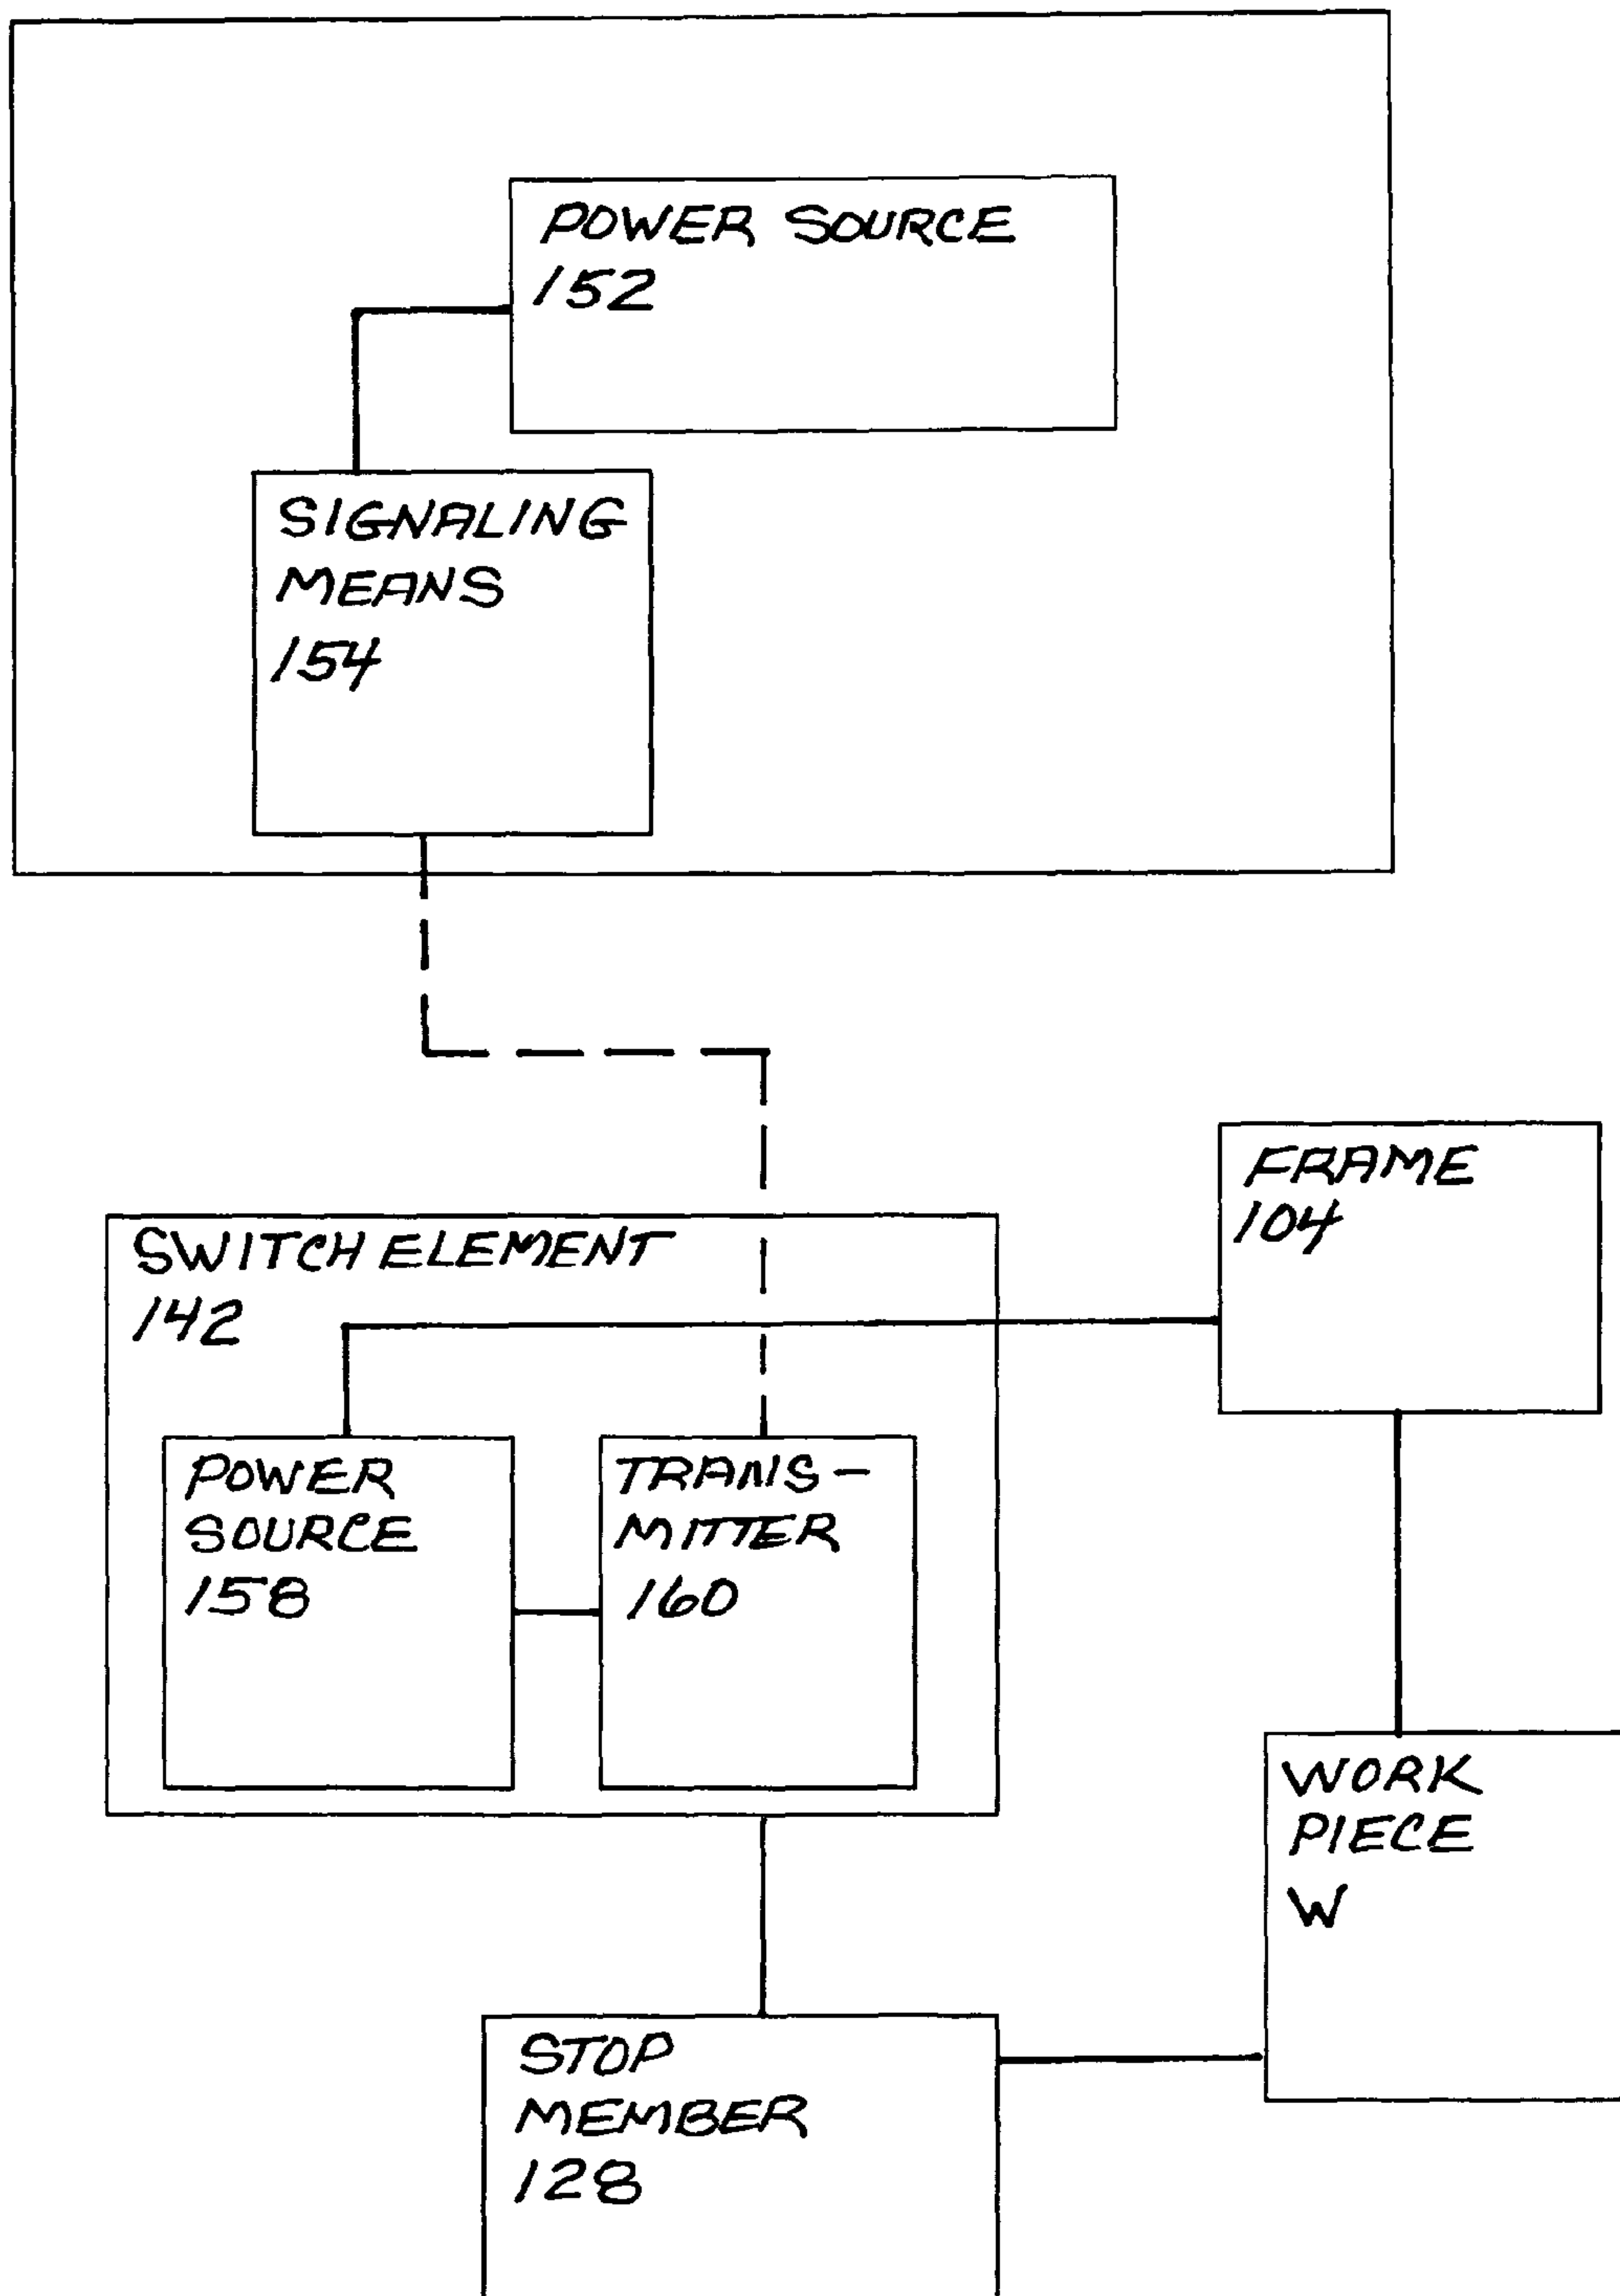 POWER SOURCE
152
SIGNALING
MEANS
154
FRAME
104
SWITCH ELEMENT
142
POWER
SOURCE
158
TRANS-
MITTER
160
WORK
PIECE
W
STOP
MEMBER
128